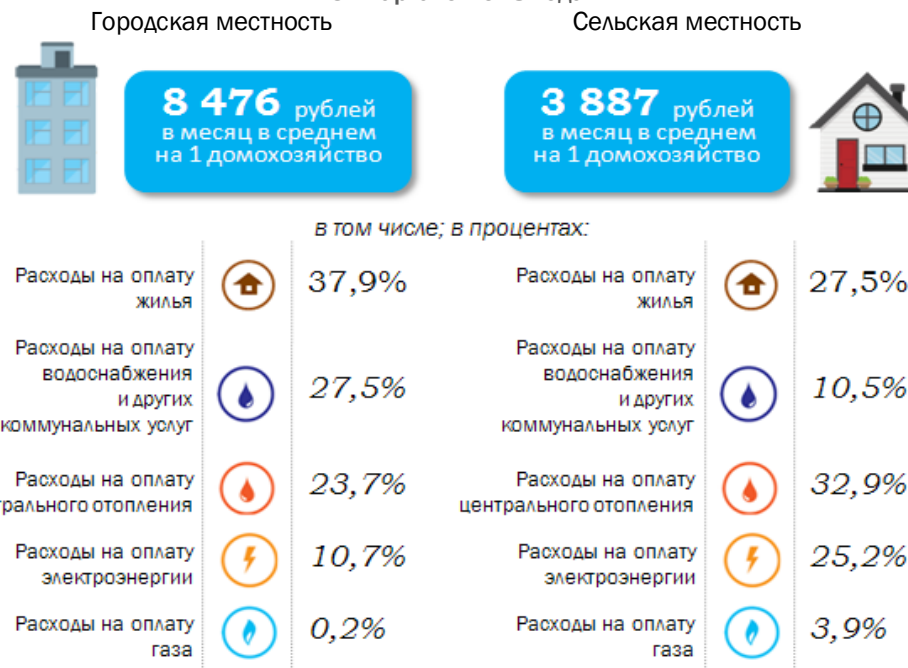 Городская местность
8 476 рублей
в месяц в среднем
на 1 домохозяйство
Сельская местность
3 887 рублей
в месяц в среднем
на 1 домохозяйство
в том числе; в процентах:
Расходы на оплату
жилья
37,9%
Расходы на оплату
водоснабжения
и других
коммунальных услуг
27,5%
Расходы на оплату
трального отопления
23,7%
Расходы на оплату
электроэнергии
10,7%
Расходы на оплату
газа
0,2%
Расходы на оплату
жилья
27,5%
Расходы на оплату
водоснабжения
и других
коммунальных услуг
10,5%
Расходы на оплату
центрального отопления
32,9%
Расходы на оплату
электроэнергии
25,2%
Расходы на оплату
газа
3,9%